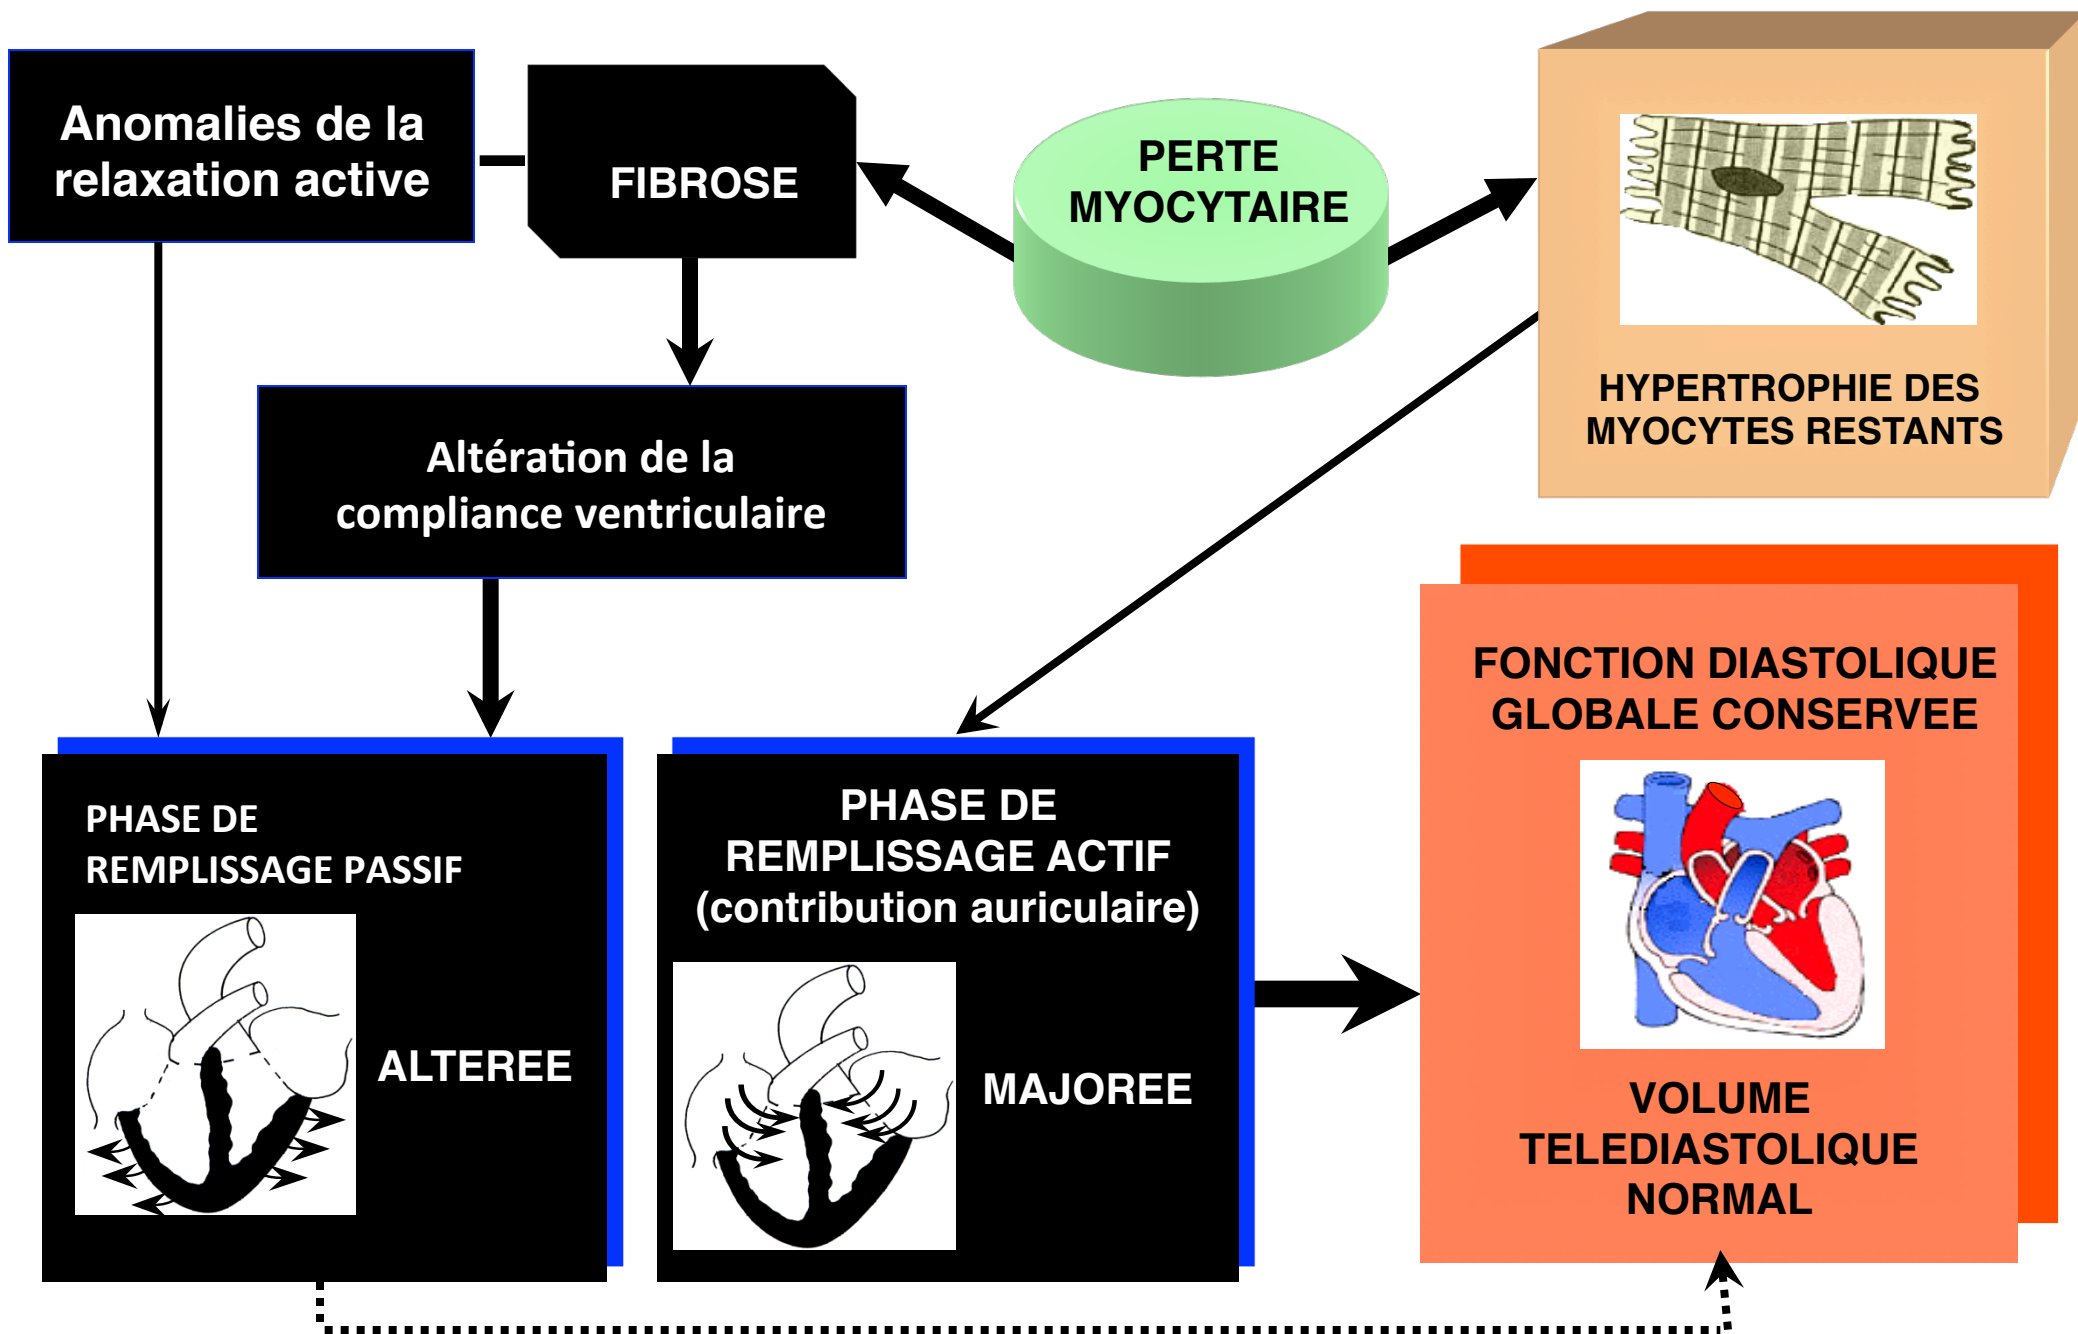 Anomalies de la
relaxation active
FIBROSE
PERTE
MYOCYTAIRE
HYPERTROPHIE DES
MYOCYTES RESTANTS
Altération de la
compliance ventriculaire
PHASE DE
REMPLISSAGE PASSIF
ALTEREE
PHASE DE
REMPLISSAGE ACTIF
(contribution auriculaire)
MAJOREE
FONCTION DIASTOLIQUE
GLOBALE CONSERVEE
VOLUME
TELEDIASTOLIQUE
NORMAL